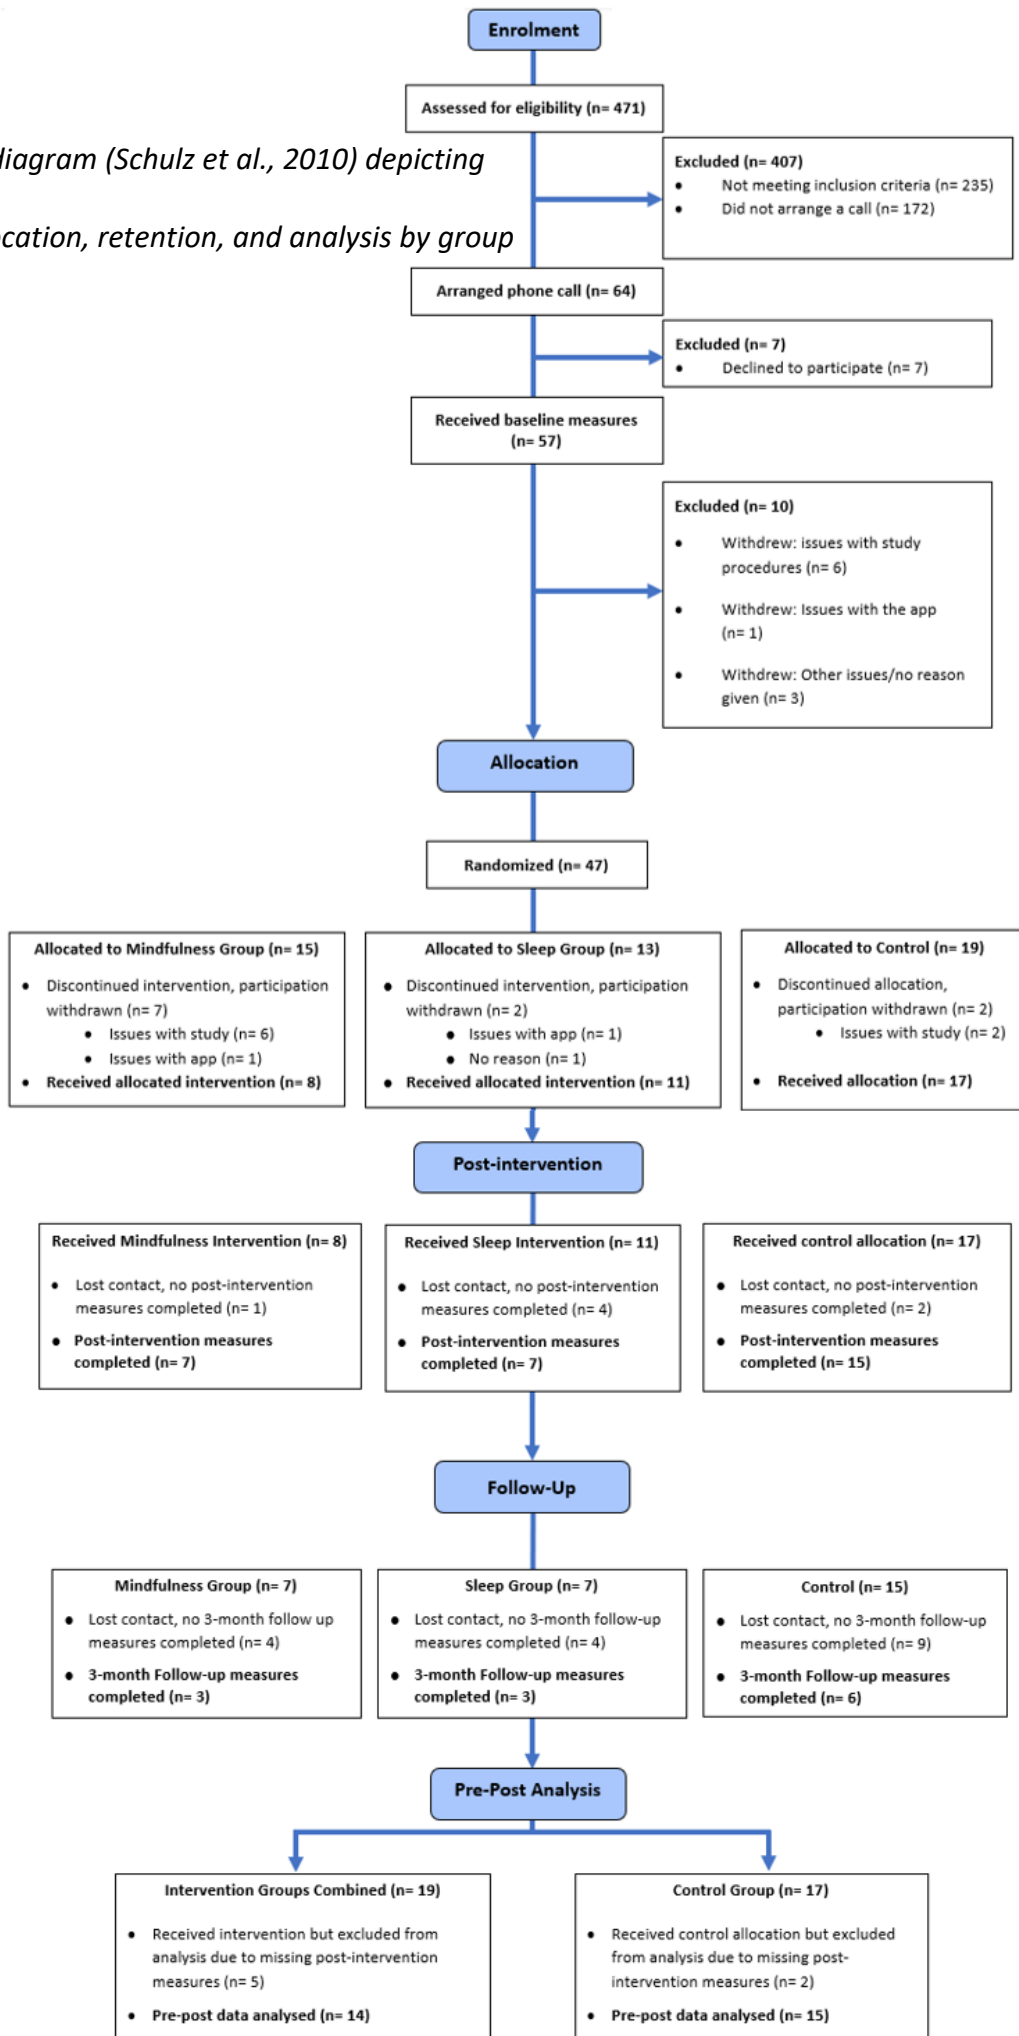 Enrolment
Assessed for eligibility (n= 471)
diagram (Schulz et al., 2010) depicting
Excluded (n= 407)
• Not meeting inclusion criteria (n= 235)
• Did not arrange a call (n= 172)
retention, and analysis by group
Arranged phone call (n= 64)
Excluded (n= 7)
• Declined to participate (n= 7)
Received baseline measures
(n= 57)
Excluded (n= 10)
• Withdrew: issues with study
procedures (n= 6)
• Withdrew: Issues with the app
(n= 1)
• Withdrew: Other issues/no reason
given (n= 3)
Allocation
Randomized (n= 47)
Allocated to Mindfulness Group (n= 15)
• Discontinued intervention, participation
withdrawn (n= 7)
• Issues with study (n= 6)
• Issues with app (n= 1)
• Received allocated intervention (n= 8)
Allocated to Sleep Group (n= 13)
• Discontinued intervention, participation
withdrawn (n= 2)
• Issues with app (n= 1)
• No reason (n= 1)
• Received allocated intervention (n= 11)
Allocated to Control (n= 19)
• Discontinued allocation,
participation withdrawn (n= 2)
• Issues with study (n= 2)
• Received allocation (n= 17)
Post-intervention
Received Mindfulness Intervention (n= 8)
• Lost contact, no post-intervention
measures completed (n= 1)
• Post-intervention measures
completed (n= 7)
Received Sleep Intervention (n= 11)
• Lost contact, no post-intervention
measures completed (n= 4)
• Post-intervention measures
completed (n= 7)
Received control allocation (n= 17)
• Lost contact, no post-intervention
measures completed (n= 2)
• Post-intervention measures
completed (n= 15)
Follow-Up
Mindfulness Group (n= 7)
• Lost contact, no 3-month follow up
measures completed (n= 4)
• 3-month Follow-up measures
completed (n= 3)
Sleep Group (n= 7)
• Lost contact, no 3-month follow-up
measures completed (n= 4)
• 3-month Follow-up measures
completed (n= 3)
Control (n= 15)
• Lost contact, no 3-month follow-up
measures completed (n= 9)
• 3-month Follow-up measures
completed (n= 6)
Pre-Post Analysis
Intervention Groups Combined (n= 19)
• Received intervention but excluded from
analysis due to missing post-intervention
measures (n= 5)
• Pre-post data analysed (n= 14)
Control Group (n= 17)
• Received control allocation but excluded
from analysis due to missing post-
intervention measures (n= 2)
• Pre-post data analysed (n= 15)